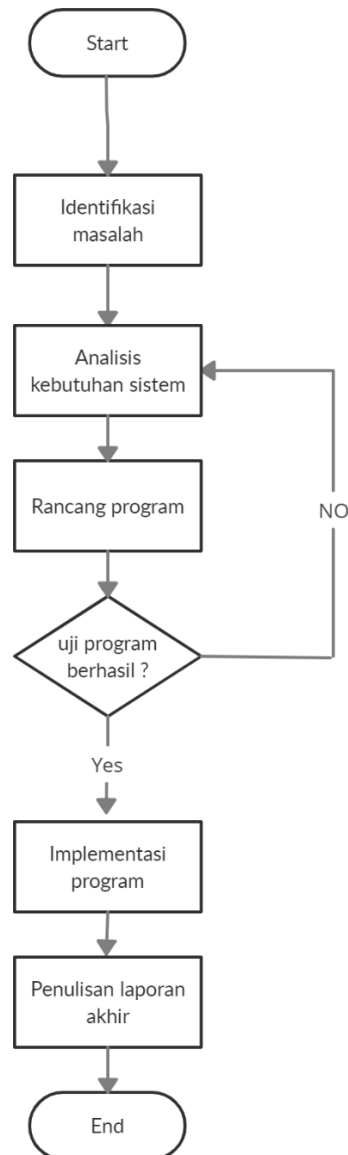 Start
Identifikasi
masalah
Analisis
kebutuhan sistem
Rancang program
NO
uji program
berhasil ?
Yes
Implementasi
program
Penulisan laporan
akhir
End